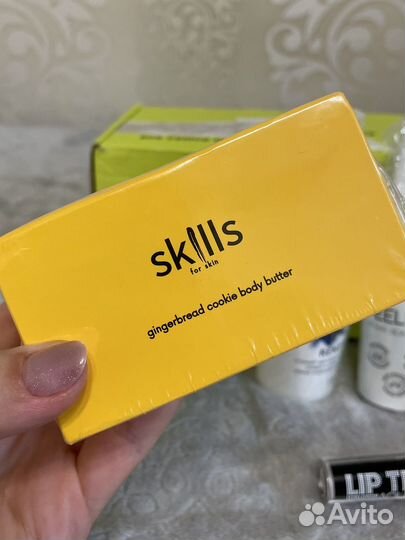 skills
for skin
gingerbread cookie body butter
LIP TI
Avito